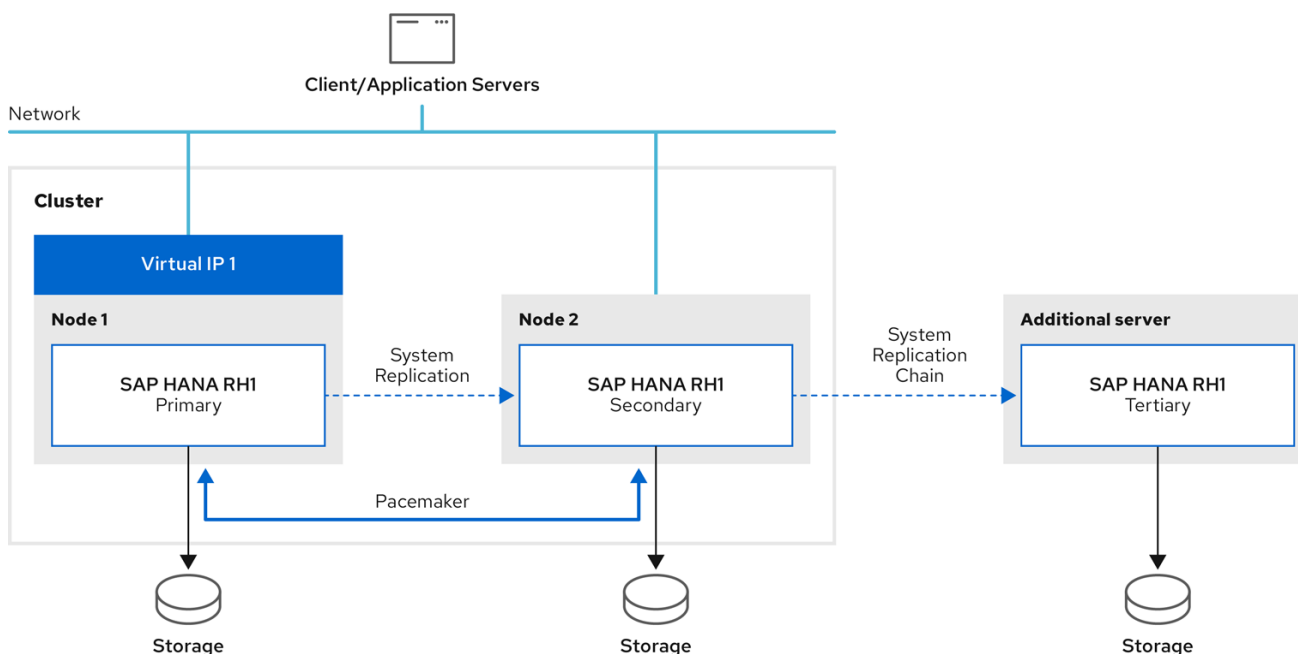 Client/Application Servers
Network
Cluster
Virtual IP 1
Node 1
Node 2
Additional server
SAP HANA RH1
Primary
System
Replication
SAP HANA RH1
Secondary
System
Replication
Chain
SAP HANA RH1
Tertiary
Pacemaker
Storage
Storage
Storage